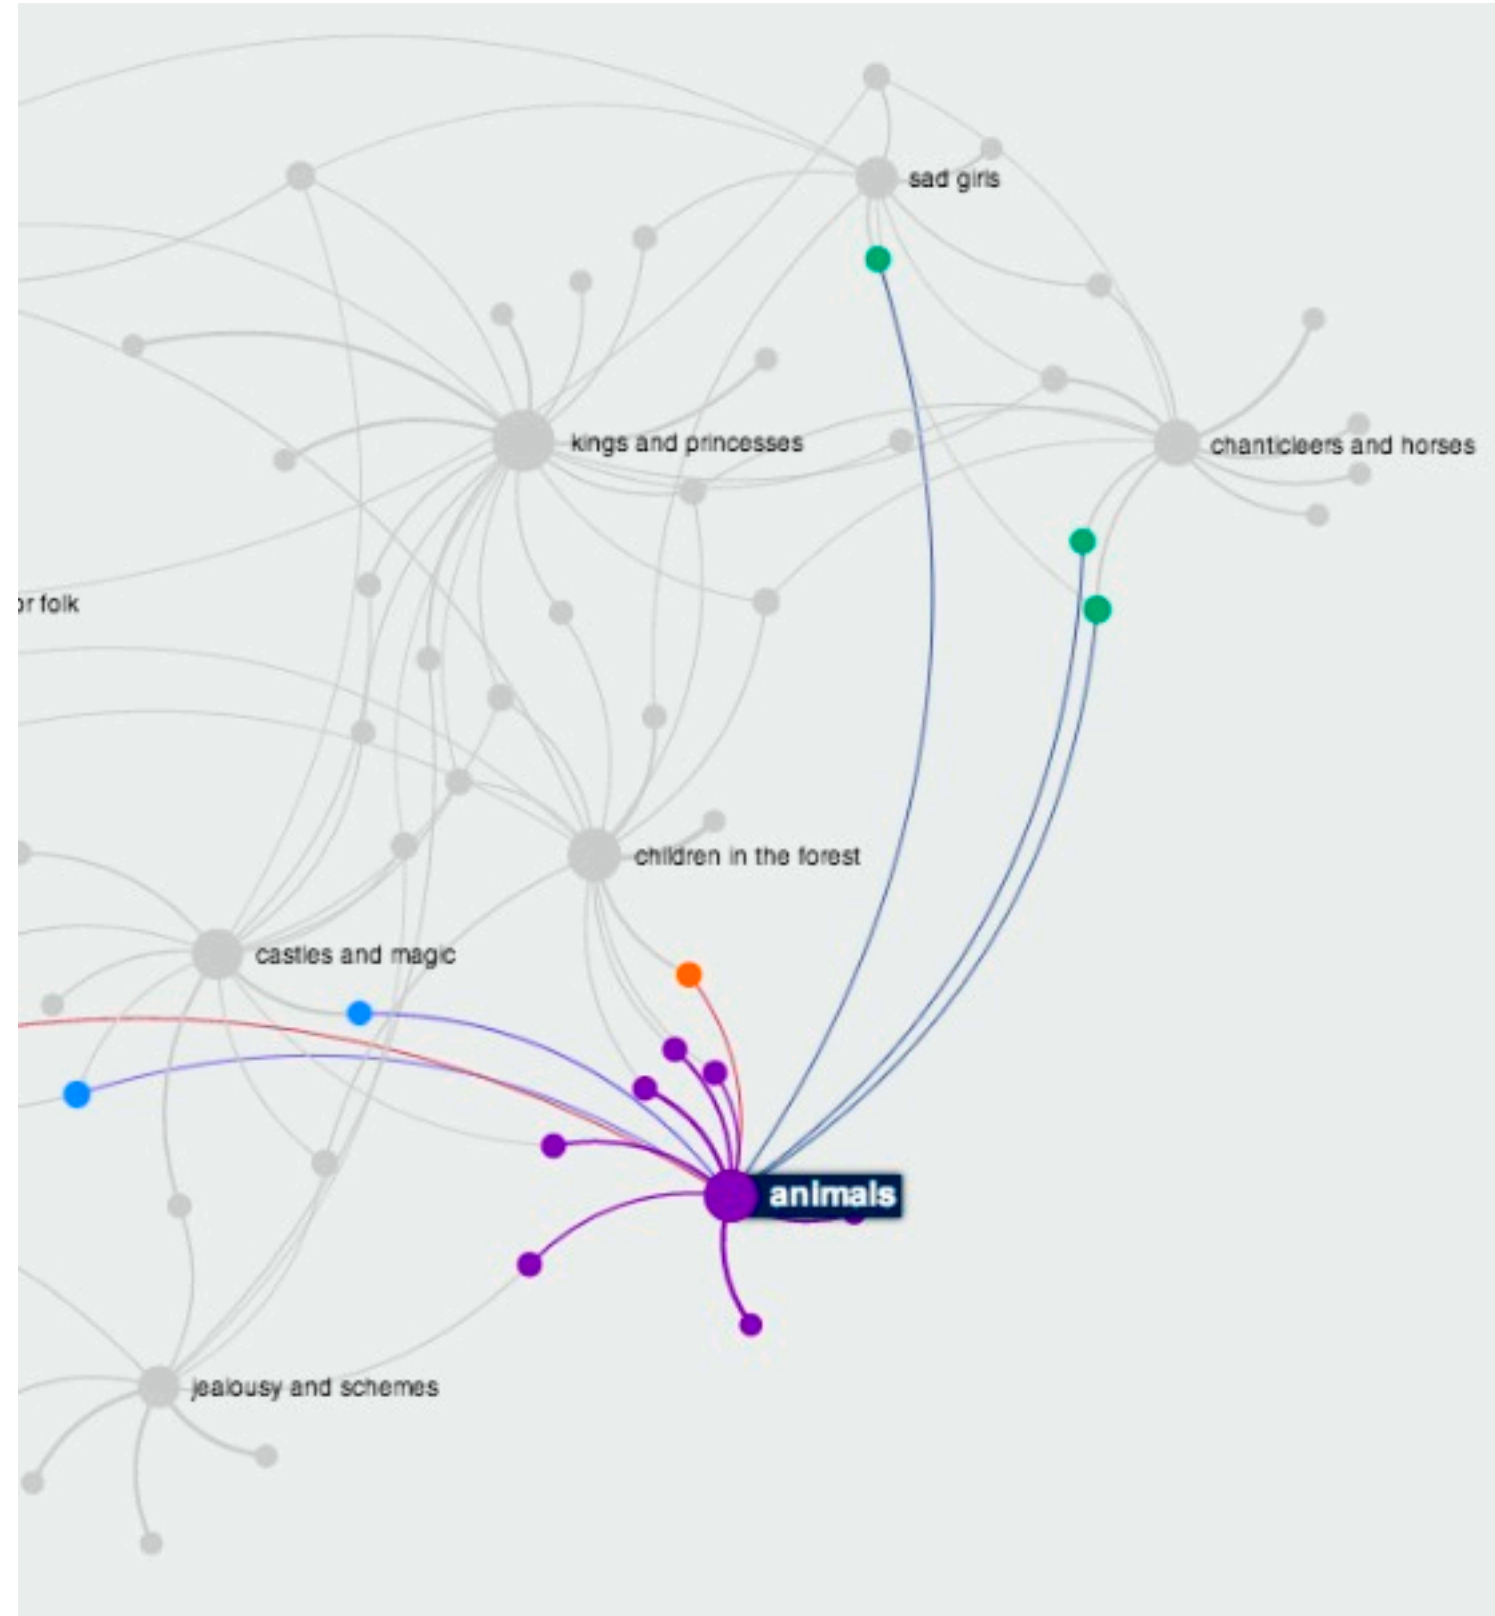 sad girls
kings and princesses
chanticleers and horses
or folk
children in the forest
castles and magic
animals
jealousy and schemes